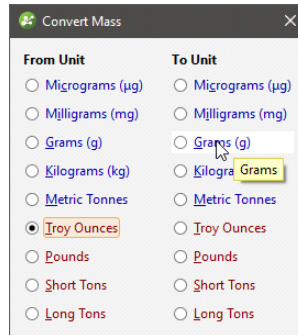 Convert Mass
From Unit To Unit
Micrograms (µg) Micrograms (µg)
Milligrams (mg) Milligrams (mg)
Grams (g) Grams (g)
Kilograms (kg) Kilogra Grams
Metric Tonnes Metric Tonnes
Troy Ounces Troy Ounces
Pounds Pounds
Short Tons Short Tons
Long Tons Long Tons